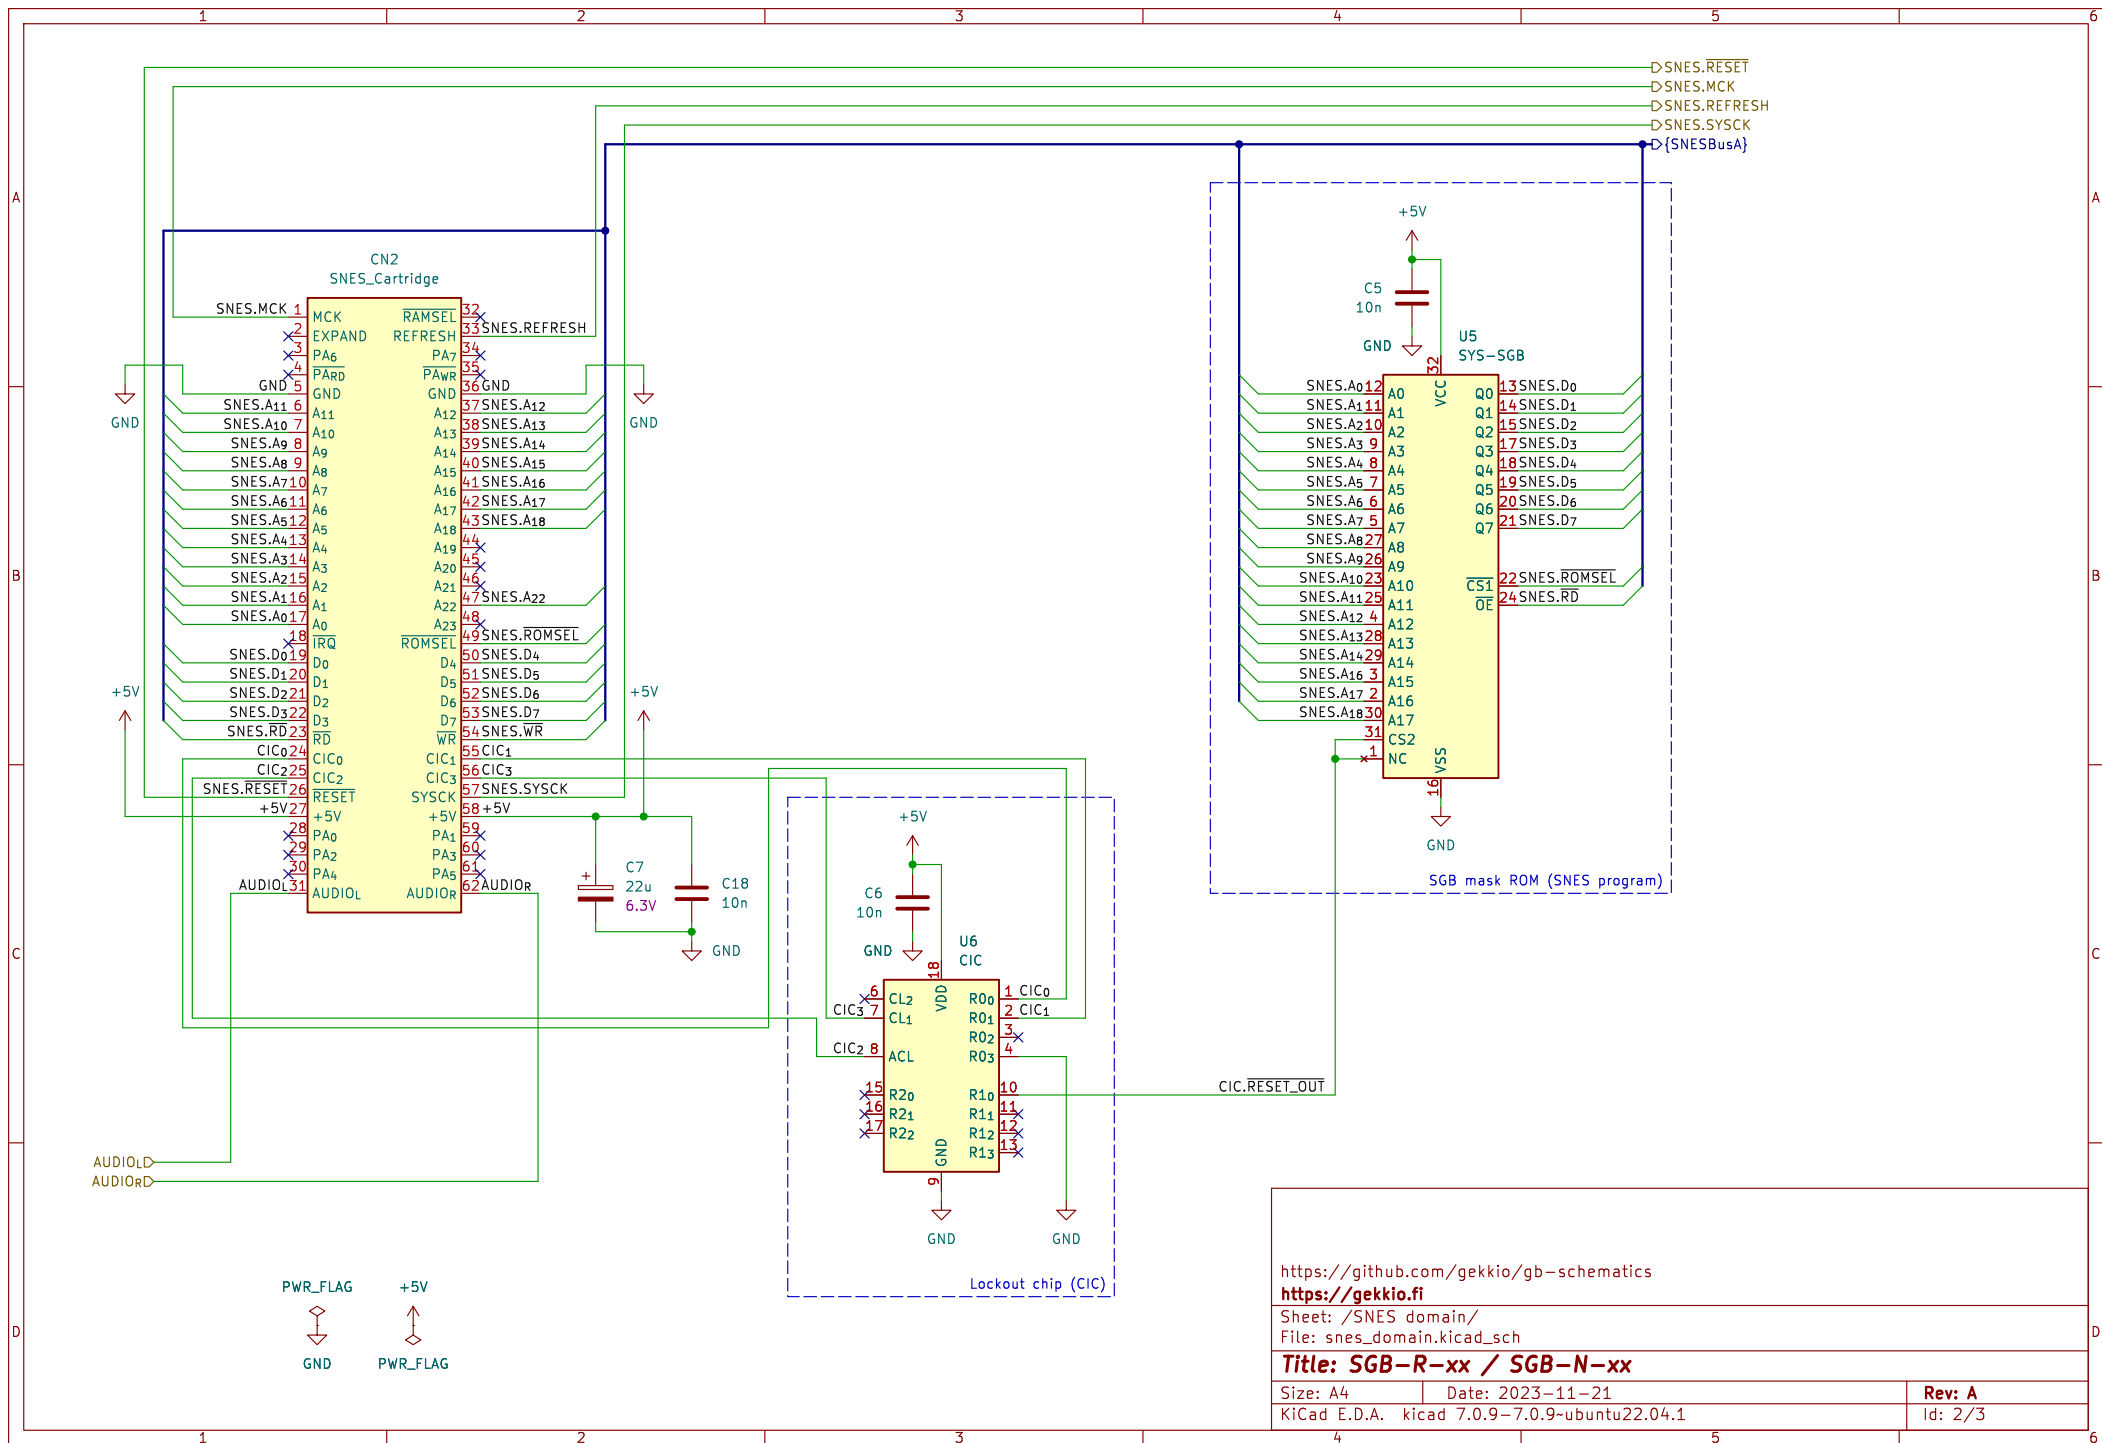 1 2 3 4 5 6
SNES.RESET
SNES.MCK
SNES.REFRESH
SNES.SYSCK
{SNESBusA}
A A
B B
C C
D D
CN2
SNES_Cartridge
SNES.MCK 1 MCK
2 EXPAND
3 PA6
4 PARD
GND 5 GND
SNES.A11 6 A11
SNES.A10 7 A10
SNES.A9 8 A9
SNES.A8 9 A8
SNES.A7 10 A7
SNES.A6 11 A6
SNES.A5 12 A5
SNES.A4 13 A4
SNES.A3 14 A3
SNES.A2 15 A2
SNES.A1 16 A1
SNES.A0 17 A0
18 IRQ
SNES.D0 19 D0
SNES.D1 20 D1
SNES.D2 21 D2
SNES.D3 22 D3
SNES.RD 23 RD
CIC0 24 CIC0
CIC2 25 CIC2
SNES.RESET 26 RESET
+5V 27 +5V
28 PA0
29 PA2
30 PA4
AUDIOL 31 AUDIOL
RAMSEL 32
REFRESH 33 SNES.REFRESH
PA7 34
PAWR 35
GND 36 GND
A12 37 SNES.A12
A13 38 SNES.A13
A14 39 SNES.A14
A15 40 SNES.A15
A16 41 SNES.A16
A17 42 SNES.A17
A18 43 SNES.A18
A19 44
A20 45
A21 46
A22 47 SNES.A22
A23 48
ROMSEL 49 SNES.ROMSEL
D4 50 SNES.D4
D5 51 SNES.D5
D6 52 SNES.D6
D7 53 SNES.D7
WR 54 SNES.WR
CIC1 55 CIC1
CIC3 56 CIC3
SYSCK 57 SNES.SYSCK
+5V 58 +5V
PA1 59
PA3 60
PA5 61
AUDIOR 62 AUDIOR
GND
GND
+5V
+5V
C7
22u
6.3V
+
C18
10n
GND
AUDIOL
AUDIOR
PWR_FLAG
GND
+5V
PWR_FLAG
+5V
C6
10n
GND
U6
CIC
18 VDD
6 CL2
CIC3 7 CL1
CIC2 8 ACL
15 R20
16 R21
17 R22
R00 1 CIC0
R01 2 CIC1
R02 3
R03 4
R10 10
R11 11
R12 12
R13 13
GND 9
GND
GND
CIC.RESET_OUT
Lockout chip (CIC)
+5V
C5
10n
GND
U5
SYS-SGB
32 VCC
SNES.A0 12 A0
SNES.A1 11 A1
SNES.A2 10 A2
SNES.A3 9 A3
SNES.A4 8 A4
SNES.A5 7 A5
SNES.A6 6 A6
SNES.A7 5 A7
SNES.A8 27 A8
SNES.A9 26 A9
SNES.A10 23 A10
SNES.A11 25 A11
SNES.A12 4 A12
SNES.A13 28 A13
SNES.A14 29 A14
SNES.A16 3 A15
SNES.A17 2 A16
SNES.A18 30 A17
31 CS2
1 NC
Q0 13 SNES.D0
Q1 14 SNES.D1
Q2 15 SNES.D2
Q3 17 SNES.D3
Q4 18 SNES.D4
Q5 19 SNES.D5
Q6 20 SNES.D6
Q7 21 SNES.D7
CS1 22 SNES.ROMSEL
OE 24 SNES.RD
VSS 16
GND
SGB mask ROM (SNES program)
https://github.com/gekkio/gb-schematics
https://gekkio.fi
Sheet: /SNES domain/
File: snes_domain.kicad_sch
Title: SGB-R-xx / SGB-N-xx
Size: A4 Date: 2023-11-21 Rev: A
KiCad E.D.A. kicad 7.0.9-7.0.9~ubuntu22.04.1 Id: 2/3
1 2 3 4 5 6